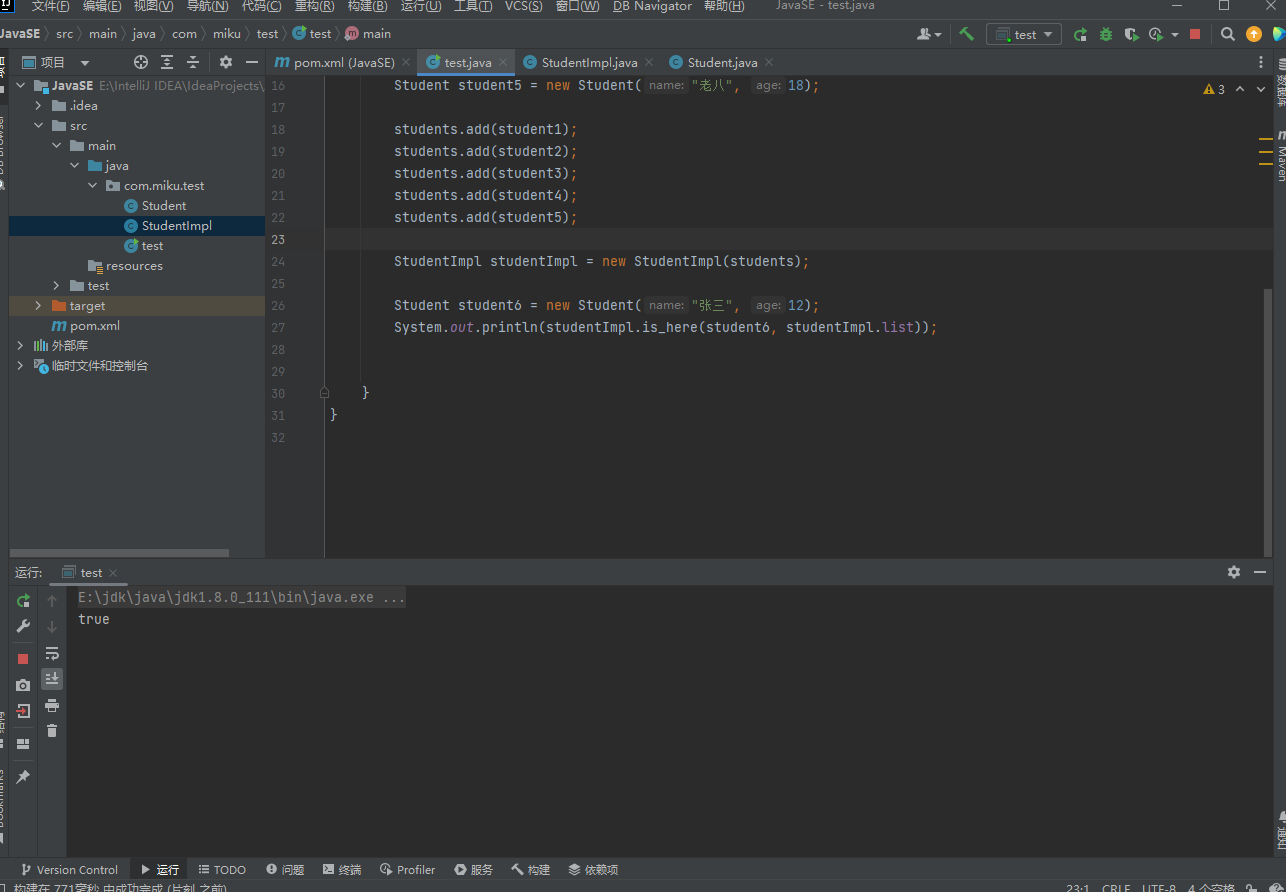 文件(F) 编辑(E) 视图(V) 导航(N) 代码(C) 重构(R) 构建(B) 运行(U) 工具(T) VCS(S) 窗口(W) DB Navigator 帮助(H) JavaSE - test.java
JavaSE src main java com miku test test main
test
项目
pom.xml (JavaSE) test.java StudentImpl.java Student.java
JavaSE E:\IntelliJ IDEA\IdeaProjects\
.idea
src
main
java
com.miku.test
Student
StudentImpl
test
resources
test
target
pom.xml
外部库
临时文件和控制台
16 Student student5 = new Student( name: "老八", age: 18);
3
17
18 students.add(student1);
19 students.add(student2);
20 students.add(student3);
21 students.add(student4);
22 students.add(student5);
23
24 StudentImpl studentImpl = new StudentImpl(students);
25
26 Student student6 = new Student( name: "张三", age: 12);
27 System.out.println(studentImpl.is_here(student6, studentImpl.list));
28
29
30 }
31 }
32
数据库
Maven
通知
运行: test
E:\jdk\java\jdk1.8.0_111\bin\java.exe ...
true
Version Control 运行 TODO 问题 终端 Profiler 服务 构建 依赖项
构建在 771毫秒 中成功完成 (片刻 之前) 23:1 CRLF UTF-8 4 个空格